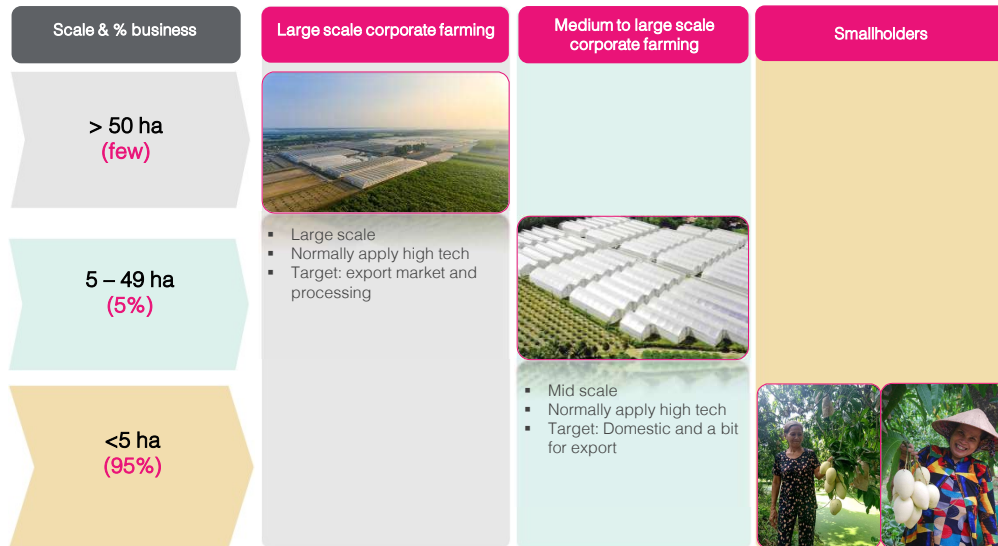 Scale & % business
Large scale corporate farming
Medium to large scale
corporate farming
Smallholders
> 50 ha
(few)
▪ Large scale
▪ Normally apply high tech
▪ Target: export market and
processing
5 – 49 ha
(5%)
▪ Mid scale
▪ Normally apply high tech
▪ Target: Domestic and a bit
for export
<5 ha
(95%)